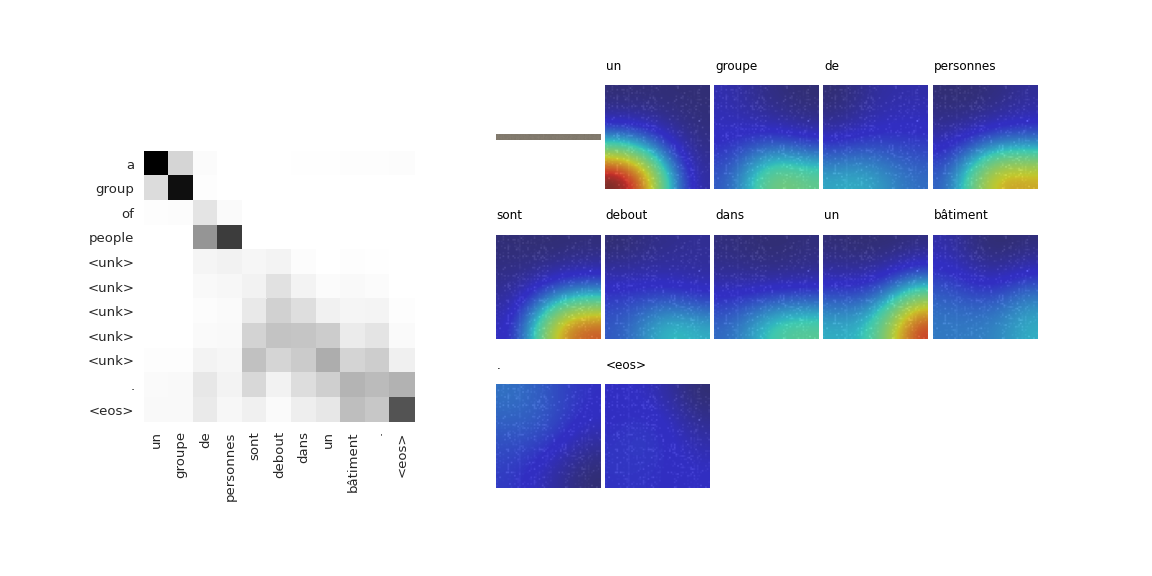 a
group
of
people
<unk>
<unk>
<unk>
<unk>
<unk>
.
<eos>
un
groupe
de
personnes
sont
debout
dans
un
bâtiment
.
<eos>
un groupe de personnes
sont debout dans un bâtiment
. <eos>